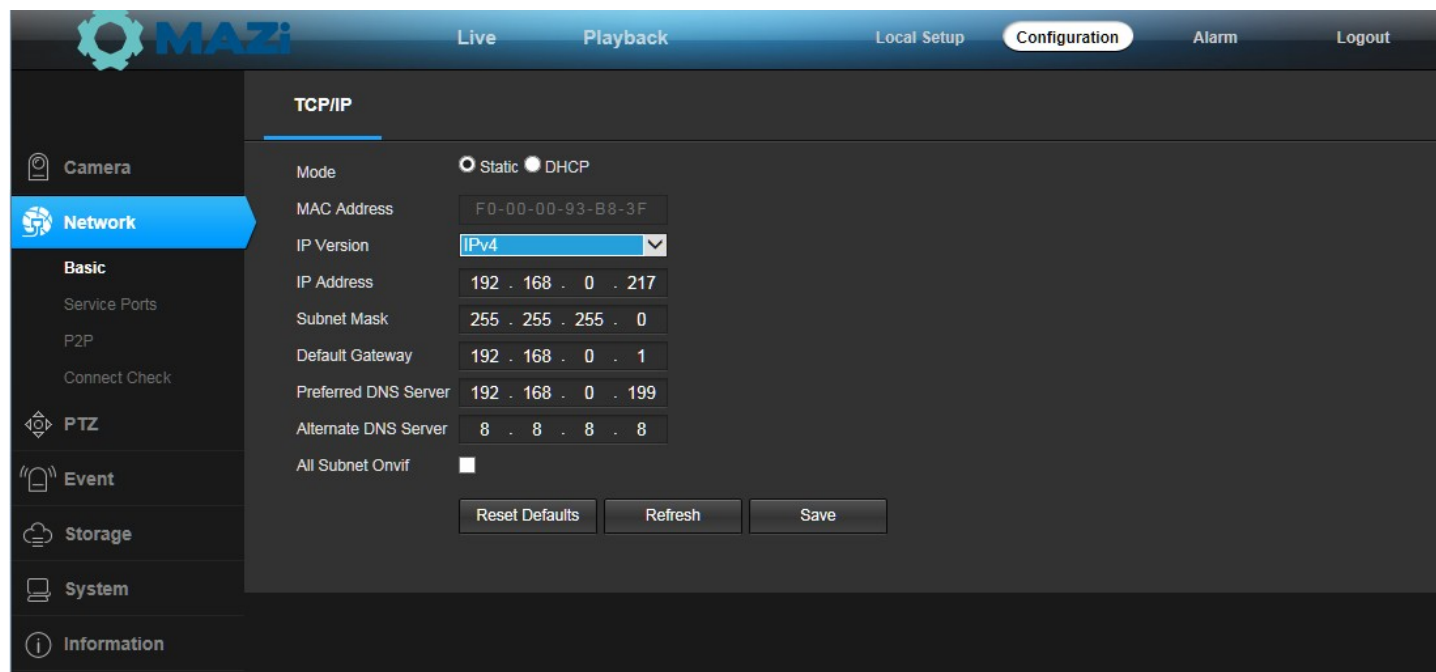 MAZi Live Playback Local Setup Configuration Alarm Logout
TCP/IP
Camera
Network
Basic
Service Ports
P2P
Connect Check
PTZ
Event
Storage
System
Information
Mode Static DHCP
MAC Address F0-00-00-93-B8-3F
IP Version IPv4
IP Address 192 . 168 . 0 . 217
Subnet Mask 255 . 255 . 255 . 0
Default Gateway 192 . 168 . 0 . 1
Preferred DNS Server 192 . 168 . 0 . 199
Alternate DNS Server 8 . 8 . 8 . 8
All Subnet Onvif
Reset Defaults Refresh Save